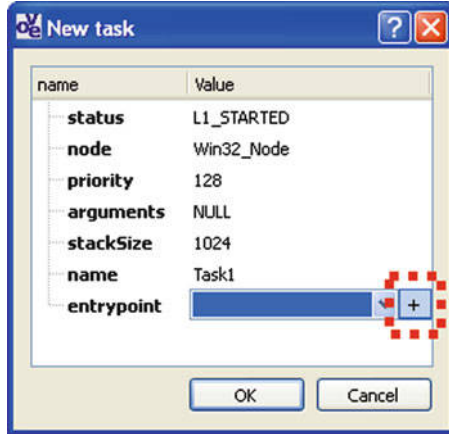 New task
name Value
status L1_STARTED
node Win32_Node
priority 128
arguments NULL
stackSize 1024
name Task1
entrypoint +
OK Cancel